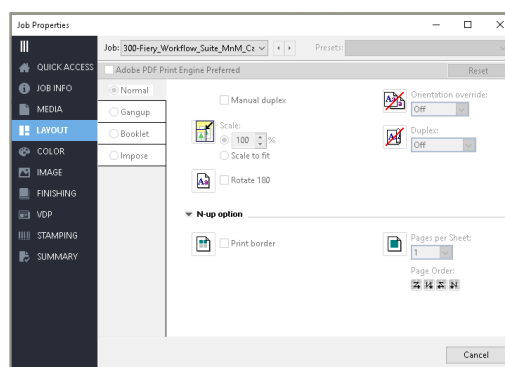 Job Properties
Job: 300-Fiery_Workflow_Suite_MnM_Ca
Presets:
QUICK ACCESS
JOB INFO
MEDIA
LAYOUT
COLOR
IMAGE
FINISHING
VDP
STAMPING
SUMMARY
Adobe PDF Print Engine Preferred
Reset
Normal
Gangup
Booklet
Impose
Manual duplex
Scale:
100 %
Scale to fit
Rotate 180
Orientation override:
Off
Duplex:
Off
N-up option
Print border
Pages per Sheet:
1
Page Order:
Cancel